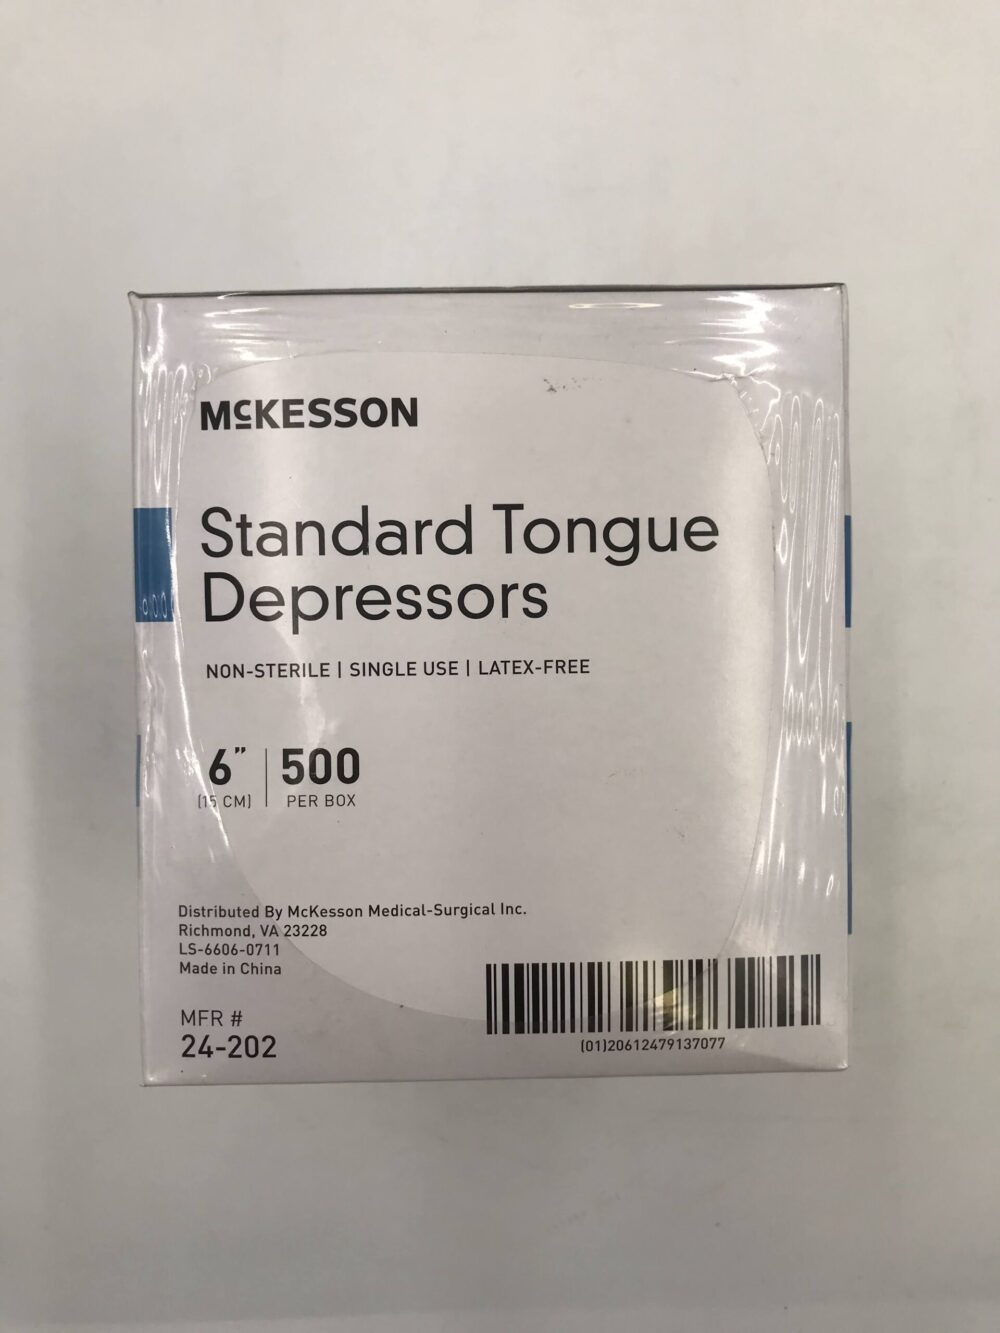 McKESSON
Standard Tongue
Depressors
NON-STERILE | SINGLE USE | LATEX-FREE
6” | 500
(15 CM) PER BOX
Distributed By McKesson Medical-Surgical Inc.
Richmond, VA 23228
LS-6606-0711
Made in China
MFR #
24-202
(01)20612479137077